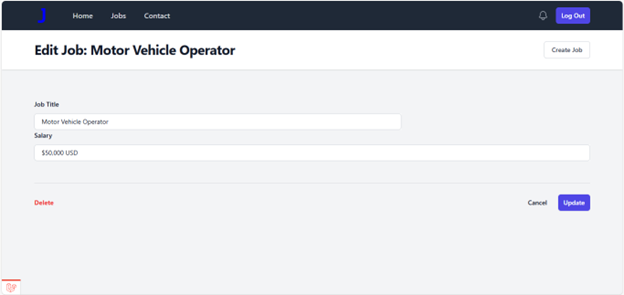 J
Home Jobs Contact Log Out
Edit Job: Motor Vehicle Operator Create Job
Job Title
Motor Vehicle Operator
Salary
$50,000 USD
Delete Cancel Update